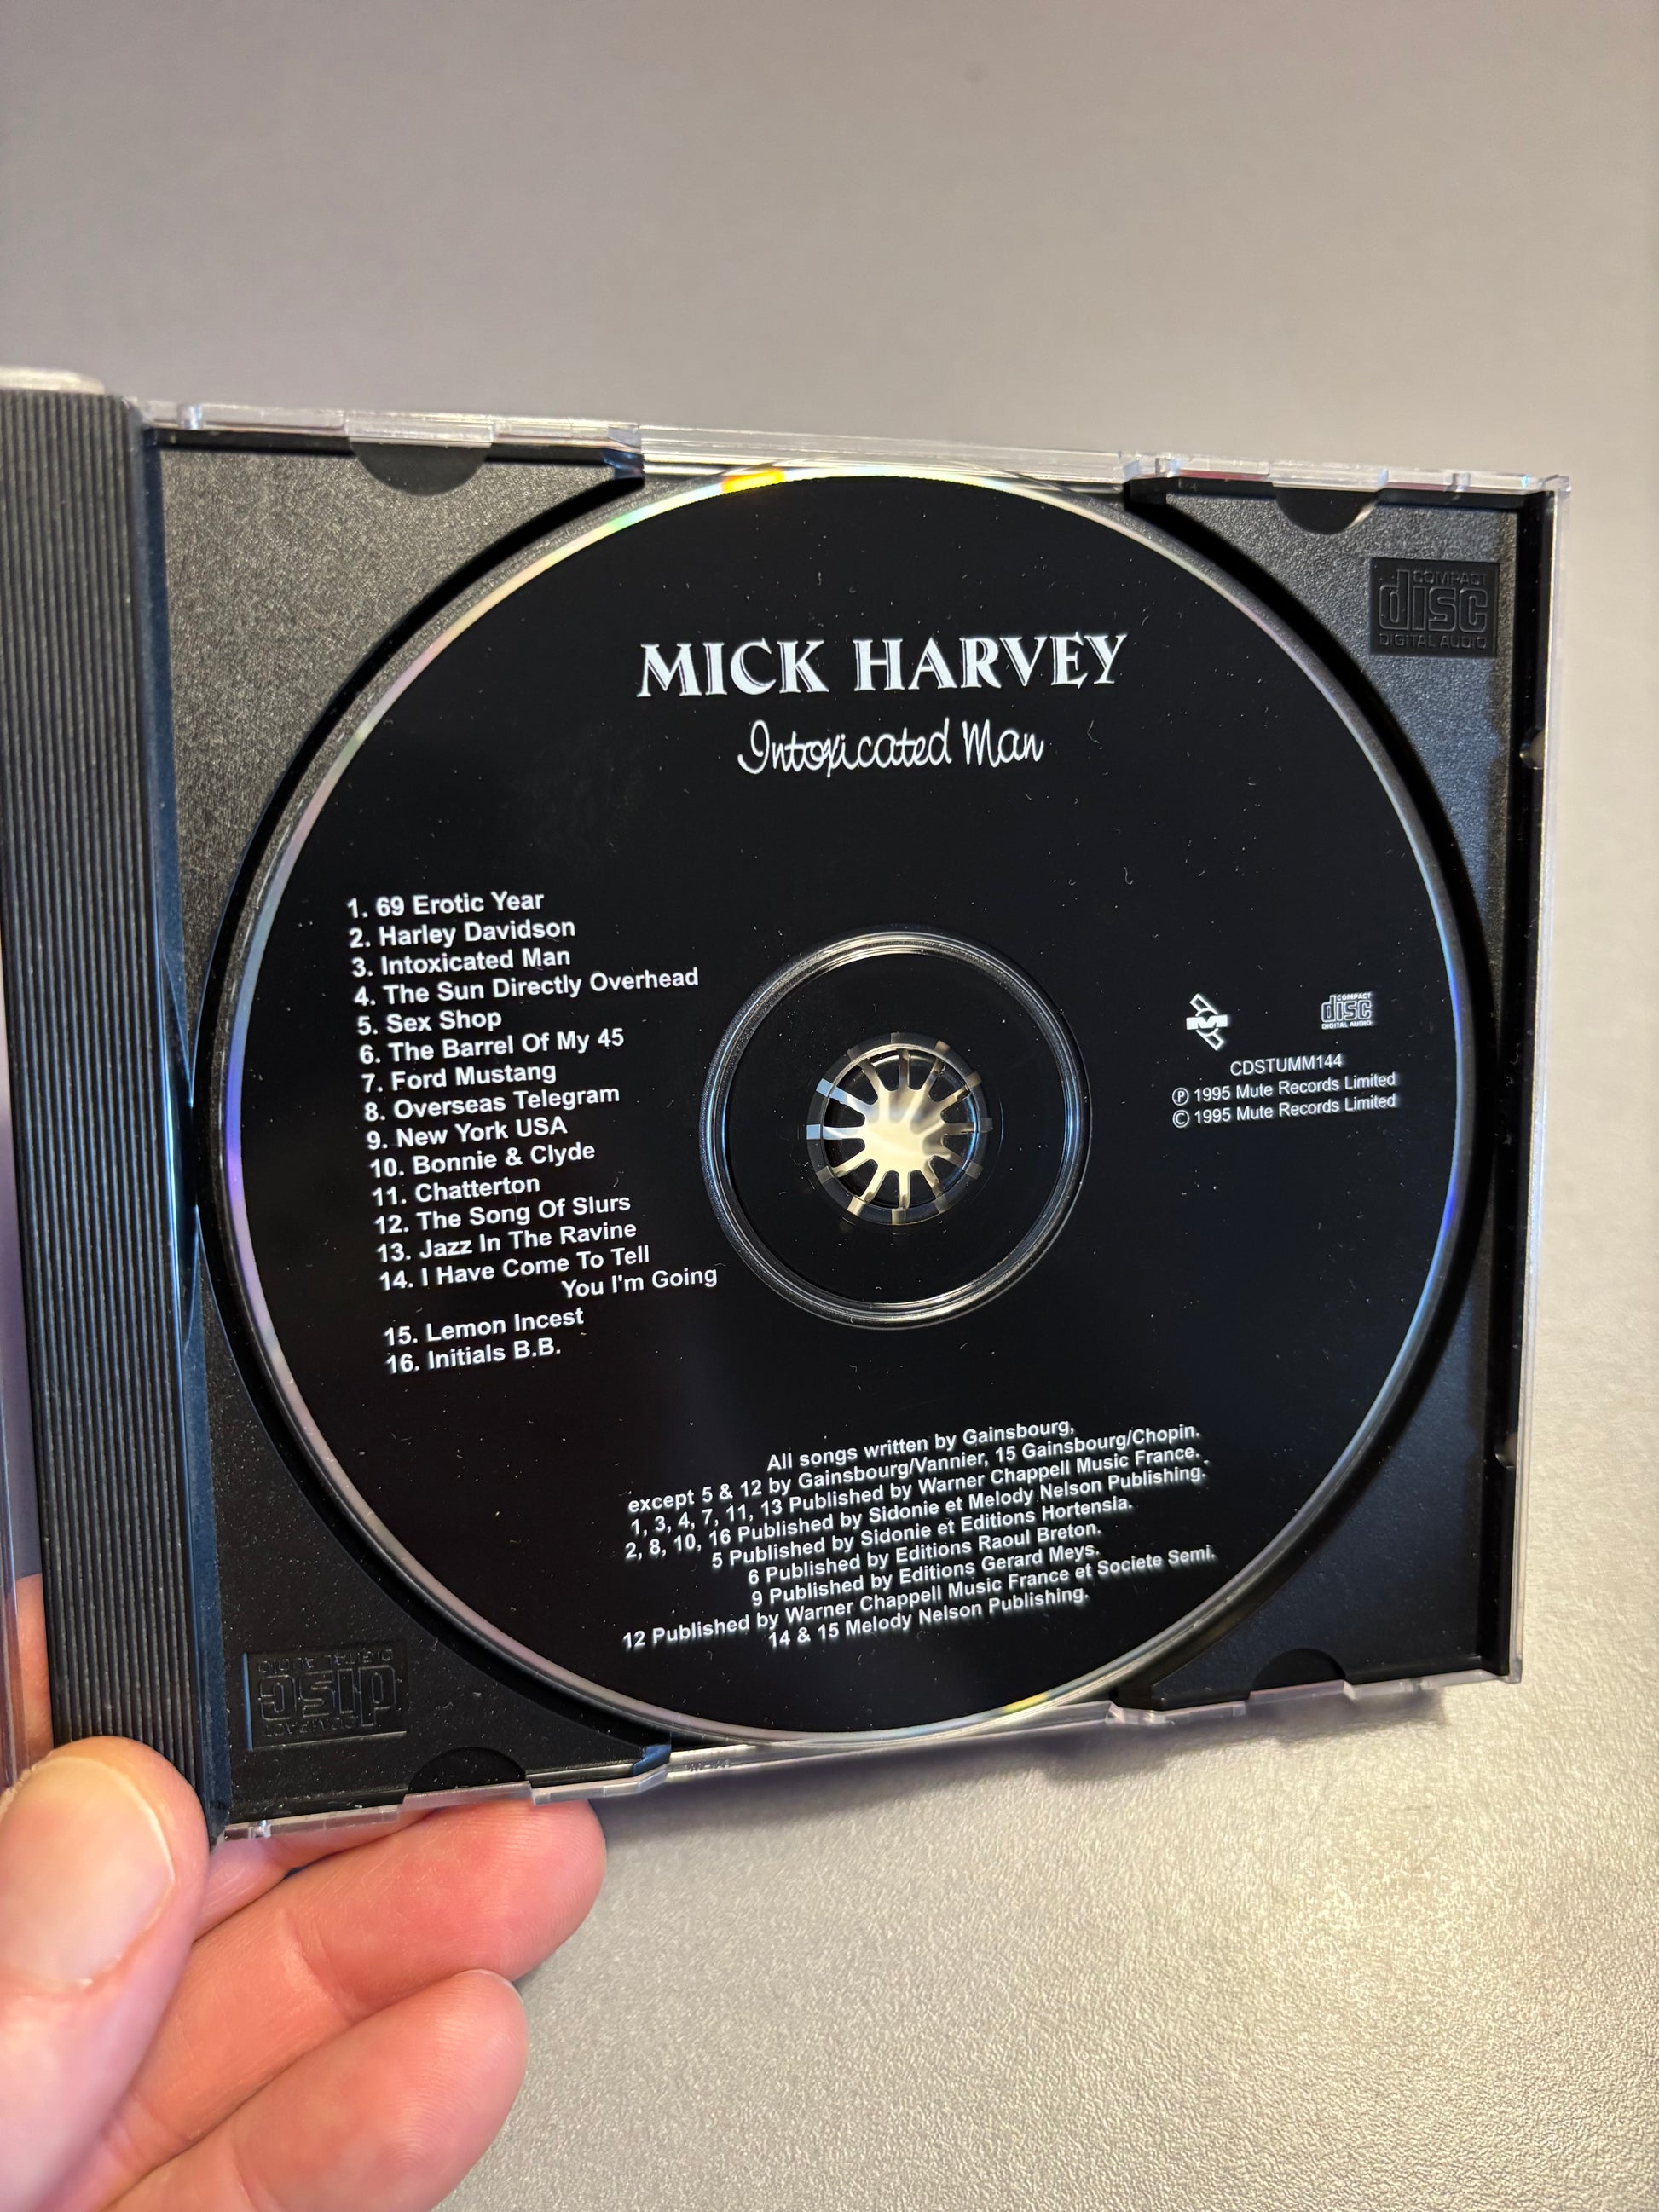 COMPACT
disc
DIGITAL AUDIO
MICK HARVEY
Intoxicated Man
1. 69 Erotic Year
2. Harley Davidson
3. Intoxicated Man
4. The Sun Directly Overhead
5. Sex Shop
6. The Barrel Of My 45
7. Ford Mustang
8. Overseas Telegram
9. New York USA
10. Bonnie & Clyde
11. Chatterton
12. The Song Of Slurs
13. Jazz In The Ravine
14. I Have Come To Tell
You I'm Going
15. Lemon Incest
16. Initials B.B.
M
COMPACT
disc
DIGITAL AUDIO
CDSTUMM144
℗ 1995 Mute Records Limited
© 1995 Mute Records Limited
All songs written by Gainsbourg,
except 5 & 12 by Gainsbourg/Vannier, 15 Gainsbourg/Chopin.
1, 3, 4, 7, 11, 13 Published by Warner Chappell Music France.
2, 8, 10, 16 Published by Sidonie et Melody Nelson Publishing.
5 Published by Sidonie et Editions Hortensia.
6 Published by Editions Raoul Breton.
9 Published by Editions Gerard Meys.
12 Published by Warner Chappell Music France et Societe Semi.
14 & 15 Melody Nelson Publishing.
COMPACT
disc
DIGITAL AUDIO